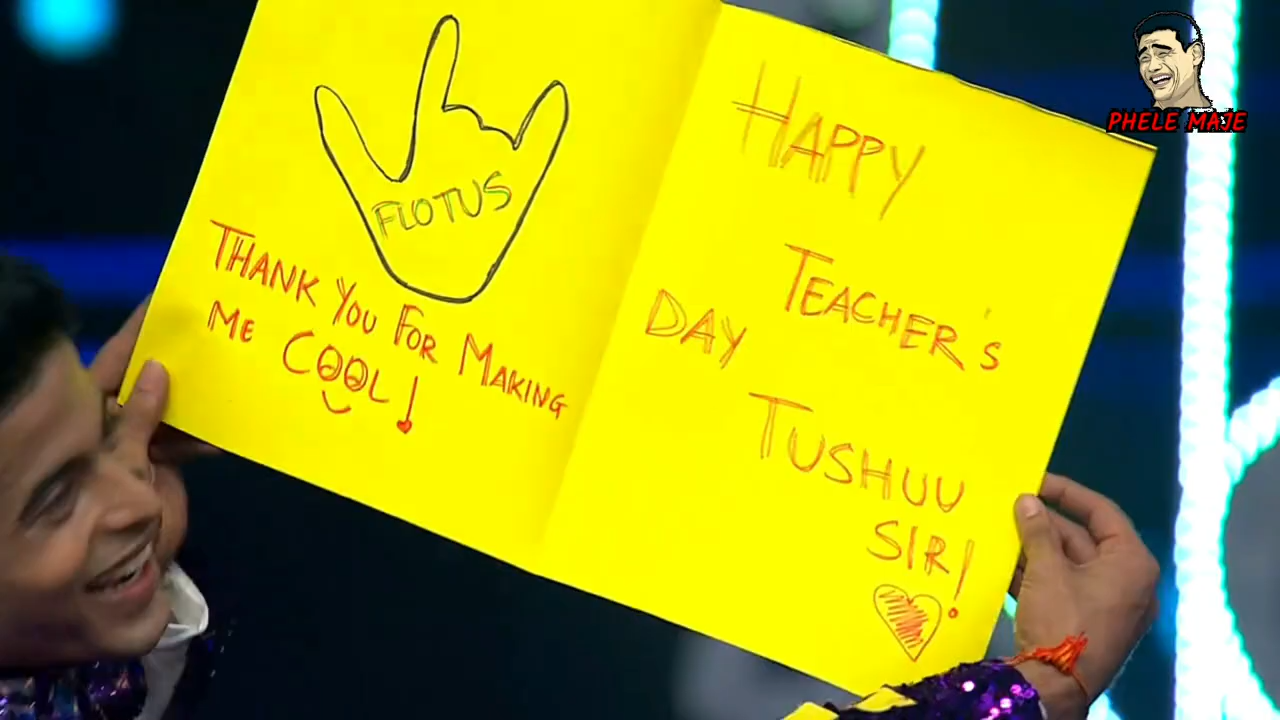 FLOTUS
THANK YOU FOR MAKING
ME COOL!
HAPPY
TEACHER'S
DAY
TUSHUU
SIR!
PHELE MAJE